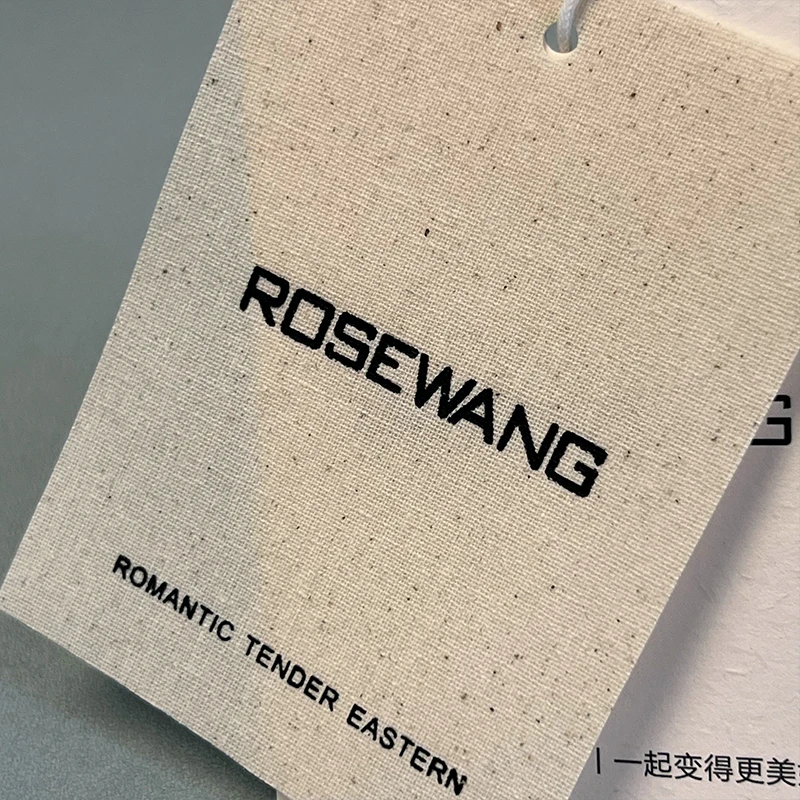 ROSEWANG
ROMANTIC TENDER EASTERN
G
| 一起变得更美